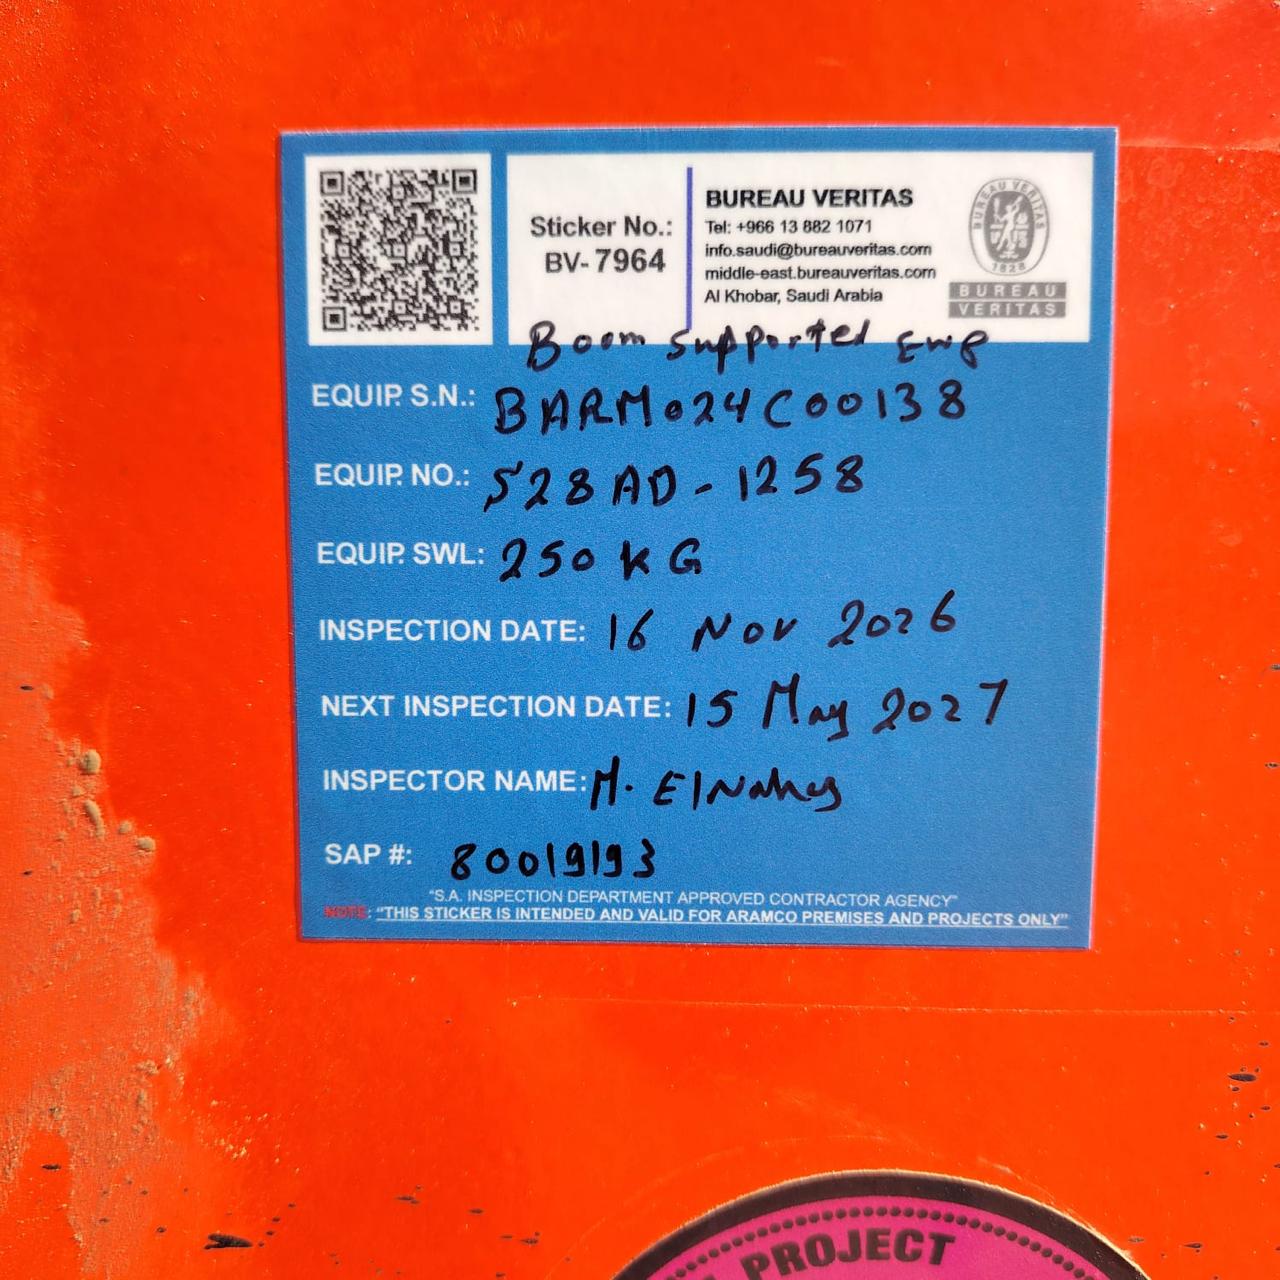 Sticker No.:
BV- 7964
BUREAU VERITAS
Tel: +966 13 882 1071
info.saudi@bureauveritas.com
middle-east.bureauveritas.com
Al Khobar, Saudi Arabia
BUREAU VERITAS
1828
BUREAU
VERITAS
Boom supported EWP
EQUIP. S.N.: BARM024C00138
EQUIP. NO.: 528AD-1258
EQUIP. SWL: 250 KG
INSPECTION DATE: 16 Nov 2026
NEXT INSPECTION DATE: 15 May 2027
INSPECTOR NAME: M. ElNahas
SAP #: 80019193
"S.A. INSPECTION DEPARTMENT APPROVED CONTRACTOR AGENCY"
NOTE: "THIS STICKER IS INTENDED AND VALID FOR ARAMCO PREMISES AND PROJECTS ONLY"
PROJECT